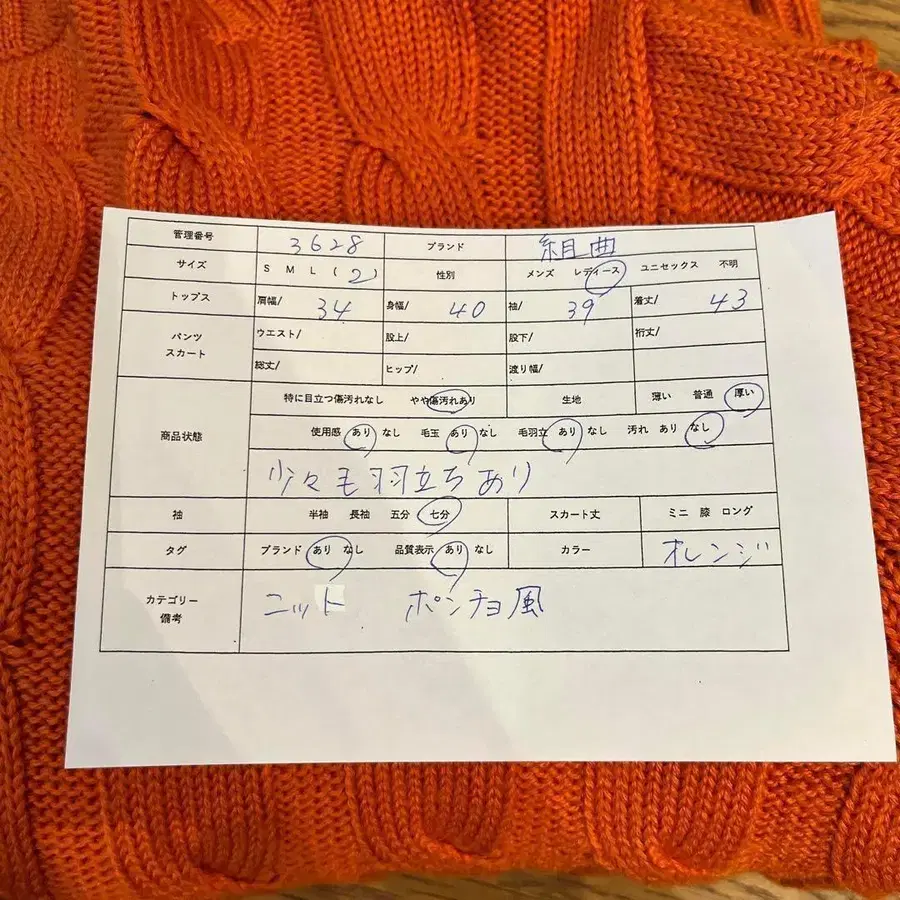 管理番号 3628 ブランド 組曲
サイズ S M L ( 2 ) 性別 メンズ レディース ユニセックス 不明
トップス 肩幅/ 34 身幅/ 40 袖/ 39 着丈/ 43
パンツ スカート ウエスト/ 股上/ 股下/ 裄丈/
総丈/ ヒップ/ 渡り幅/
商品状態 特に目立つ傷汚れなし やや傷汚れあり 生地 薄い 普通 厚い
使用感 あり なし 毛玉 あり なし 毛羽立 あり なし 汚れ あり なし
少々毛羽立ちあり
袖 半袖 長袖 五分 七分 スカート丈 ミニ 膝 ロング
タグ ブランド あり なし 品質表示 あり なし カラー オレンジ
カテゴリー 備考 ニット ポンチョ風